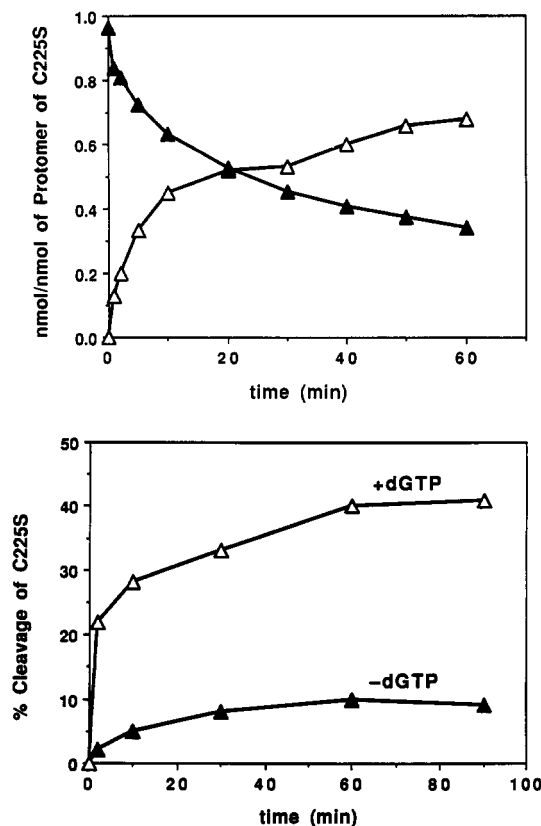 1.0
0.8
0.6
0.4
0.2
0.0
nmol/nmol of Protomer of C225S
0 20 40 60
time (min)
50
40
30
20
10
0
% Cleavage of C225S
+dGTP
−dGTP
0 20 40 60 80 100
time (min)